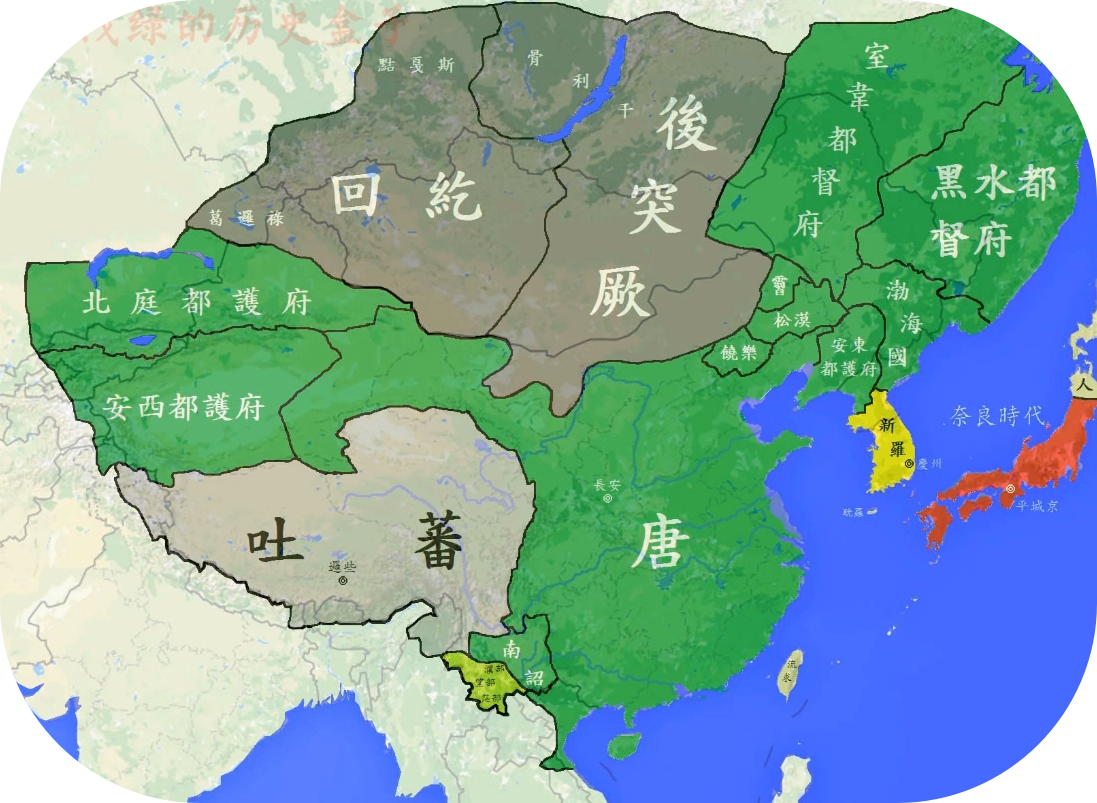 绿的历史盒子
點戛斯
骨利干
後突厥
回紇
葛邏祿
室韋都督府
黑水都督府
北庭都護府
安西都護府
霫
松漠
饒樂
渤海國
安東都護府
人
奈良時代
新羅
慶州
耽羅
平城京
長安
唐
吐蕃
邏些
南詔
流求